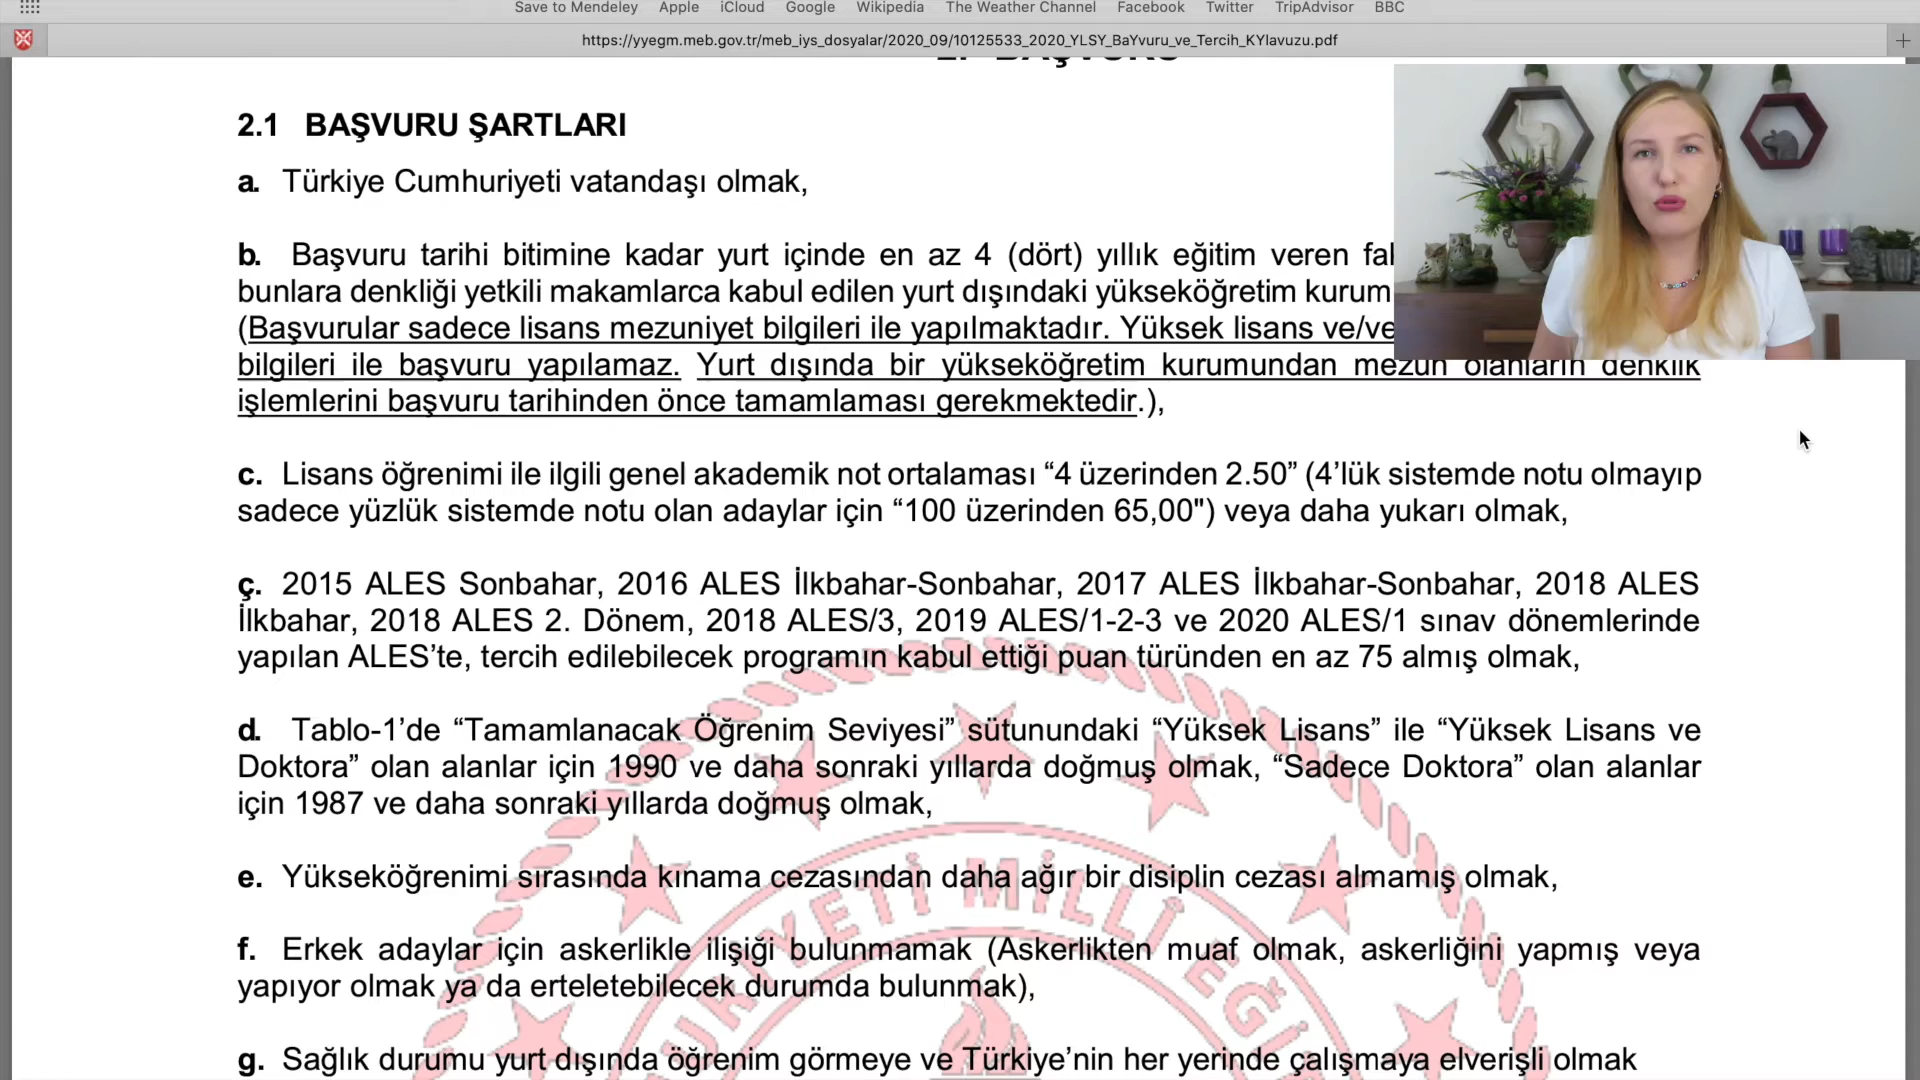 Save to Mendeley Apple iCloud Google Wikipedia The Weather Channel Facebook Twitter TripAdvisor BBC
https://yyegm.meb.gov.tr/meb_iys_dosyalar/2020_09/10125533_2020_YLSY_BaYvuru_ve_Tercih_KYlavuzu.pdf
2. BAŞVURU
2.1 BAŞVURU ŞARTLARI
a. Türkiye Cumhuriyeti vatandaşı olmak,
b. Başvuru tarihi bitimine kadar yurt içinde en az 4 (dört) yıllık eğitim veren
bunlara denkliği yetkili makamlarca kabul edilen yurt dışındaki yükseköğretim
(Başvurular sadece lisans mezuniyet bilgileri ile yapılmaktadır. Yüksek lisans
bilgileri ile başvuru yapılamaz. Yurt dışında bir yükseköğretim kurumundan mezun olanların denklik
işlemlerini başvuru tarihinden önce tamamlaması gerekmektedir.),
c. Lisans öğrenimi ile ilgili genel akademik not ortalaması “4 üzerinden 2.50” (4’lük sistemde notu olmayıp
sadece yüzlük sistemde notu olan adaylar için “100 üzerinden 65,00") veya daha yukarı olmak,
ç. 2015 ALES Sonbahar, 2016 ALES İlkbahar-Sonbahar, 2017 ALES İlkbahar-Sonbahar, 2018 ALES
İlkbahar, 2018 ALES 2. Dönem, 2018 ALES/3, 2019 ALES/1-2-3 ve 2020 ALES/1 sınav dönemlerinde
yapılan ALES’te, tercih edilebilecek programın kabul ettiği puan türünden en az 75 almış olmak,
d. Tablo-1’de “Tamamlanacak Öğrenim Seviyesi” sütunundaki “Yüksek Lisans” ile “Yüksek Lisans ve
Doktora” olan alanlar için 1990 ve daha sonraki yıllarda doğmuş olmak, “Sadece Doktora” olan alanlar
için 1987 ve daha sonraki yıllarda doğmuş olmak,
e. Yükseköğrenimi sırasında kınama cezasından daha ağır bir disiplin cezası almamış olmak,
f. Erkek adaylar için askerlikle ilişiği bulunmamak (Askerlikten muaf olmak, askerliğini yapmış veya
yapıyor olmak ya da erteletebilecek durumda bulunmak),
g. Sağlık durumu yurt dışında öğrenim görmeye ve Türkiye’nin her yerinde çalışmaya elverişli olmak